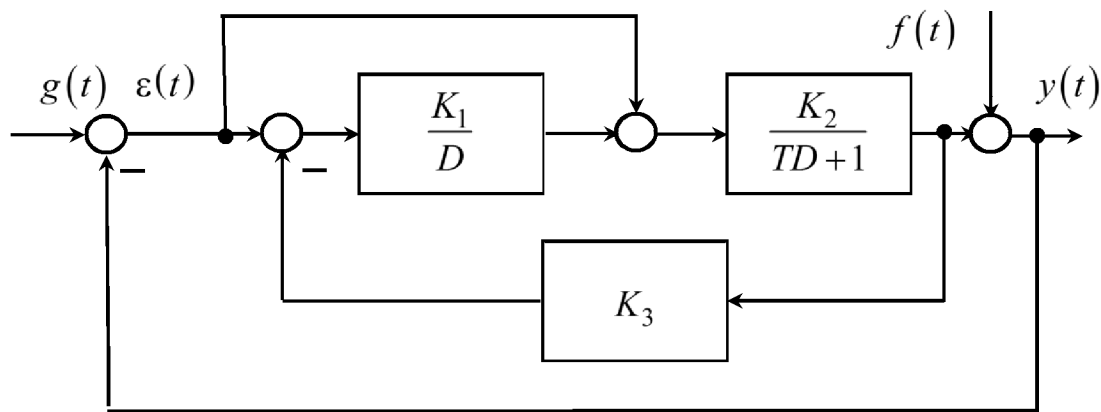 g(t)
ε(t)
K₁
D
K₂
TD+1
f(t)
y(t)
−
−
K₃